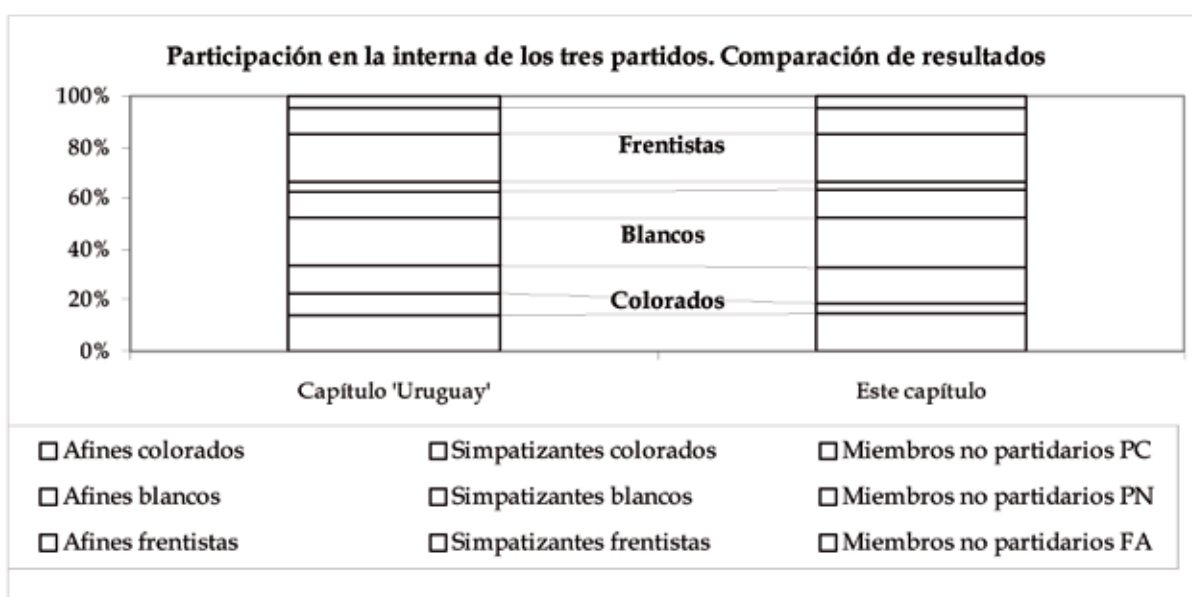 Participación en la interna de los tres partidos. Comparación de resultados
100%
80%
60%
40%
20%
0%
Frentistas
Blancos
Colorados
Capítulo 'Uruguay' Este capítulo
Afines colorados Simpatizantes colorados Miembros no partidarios PC
Afines blancos Simpatizantes blancos Miembros no partidarios PN
Afines frentistas Simpatizantes frentistas Miembros no partidarios FA